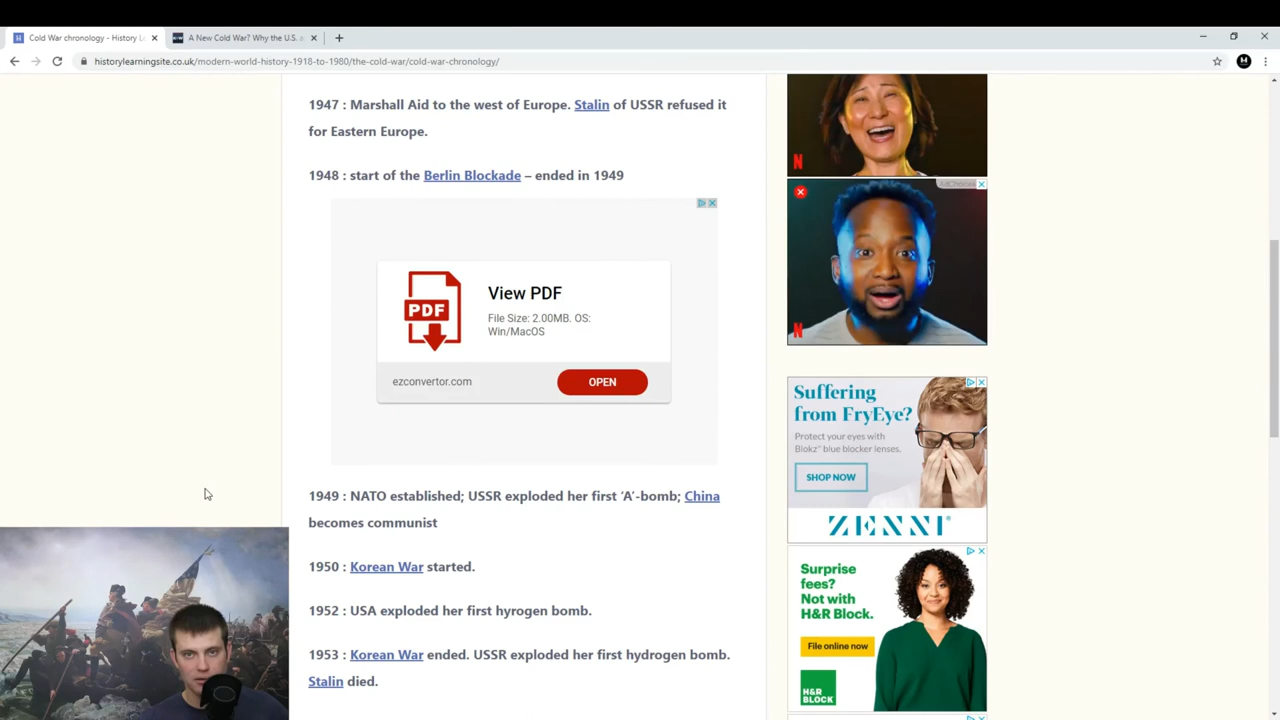 Cold War chronology - History Le
A New Cold War? Why the U.S. a
historylearningsite.co.uk/modern-world-history-1918-to-1980/the-cold-war/cold-war-chronology/
1947 : Marshall Aid to the west of Europe. Stalin of USSR refused it
for Eastern Europe.
1948 : start of the Berlin Blockade – ended in 1949
PDF
View PDF
File Size: 2.00MB. OS:
Win/MacOS
ezconvertor.com
OPEN
1949 : NATO established; USSR exploded her first ‘A’-bomb; China
becomes communist
1950 : Korean War started.
1952 : USA exploded her first hyrogen bomb.
1953 : Korean War ended. USSR exploded her first hydrogen bomb.
Stalin died.
N
AdChoices
N
Suffering
from FryEye?
Protect your eyes with
Blokz™ blue blocker lenses.
SHOP NOW
ZENNI®
Surprise
fees?
Not with
H&R Block.
File online now
H&R
BLOCK